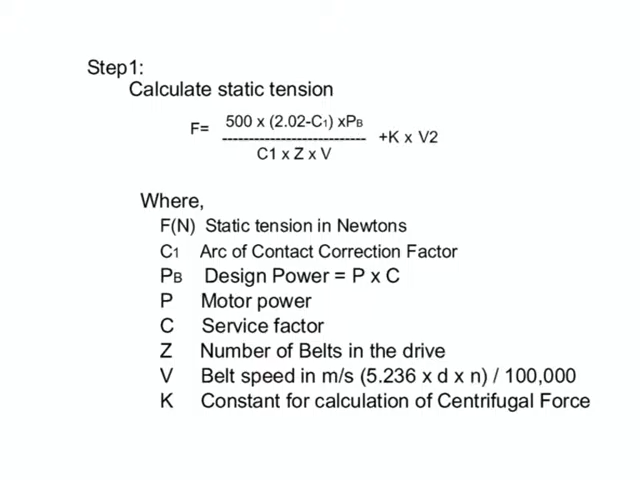 Step1:
Calculate static tension
500 x (2.02-C1) xPB
F= ---------------------------- +K x V2
C1 x Z x V
Where,
F(N) Static tension in Newtons
C1 Arc of Contact Correction Factor
PB Design Power = P x C
P Motor power
C Service factor
Z Number of Belts in the drive
V Belt speed in m/s (5.236 x d x n) / 100,000
K Constant for calculation of Centrifugal Force